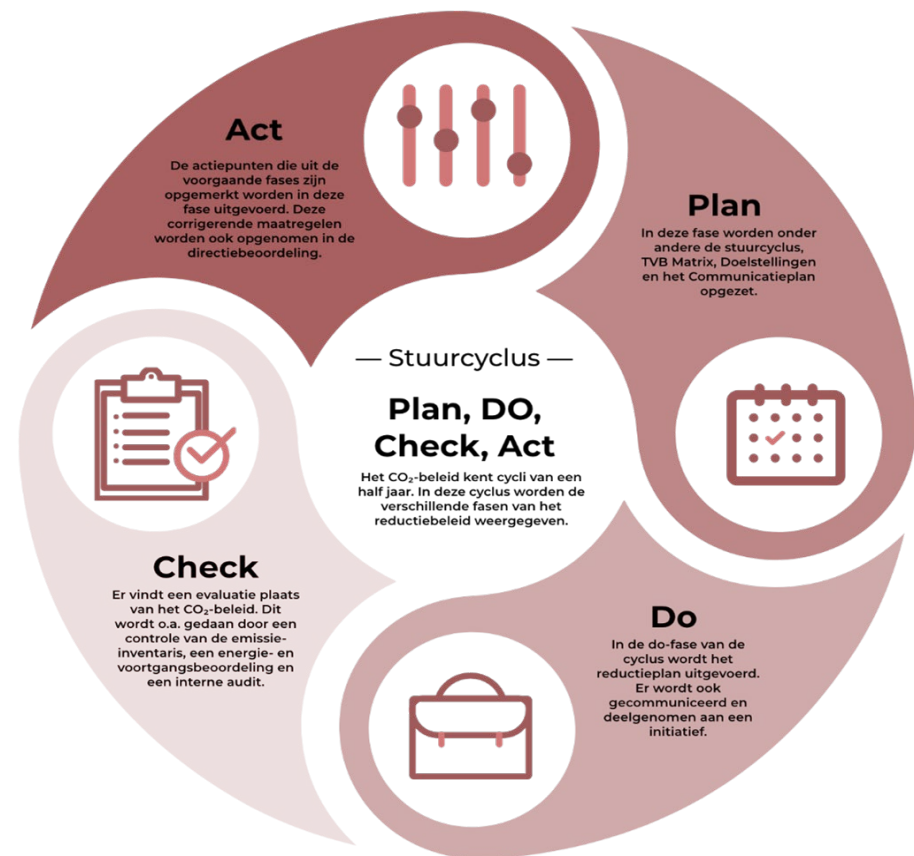 Act
De actiepunten die uit de
voorgaande fases zijn
opgemerkt worden in deze
fase uitgevoerd. Deze
corrigerende maatregelen
worden ook opgenomen in de
directiebeoordeling.
Plan
In deze fase worden onder
andere de stuurcyclus,
TVB Matrix, Doelstellingen
en het Communicatieplan
opgezet.
— Stuurcyclus —
Plan, DO,
Check, Act
Het CO₂-beleid kent cycli van een
half jaar. In deze cyclus worden de
verschillende fasen van het
reductiebeleid weergegeven.
Check
Er vindt een evaluatie plaats
van het CO₂-beleid. Dit
wordt o.a. gedaan door een
controle van de emissie-
inventaris, een energie- en
voortgangsbeoordeling en
een interne audit.
Do
In de do-fase van de
cyclus wordt het
reductieplan uitgevoerd.
Er wordt ook
gecommuniceerd en
deelgenomen aan een
initiatief.